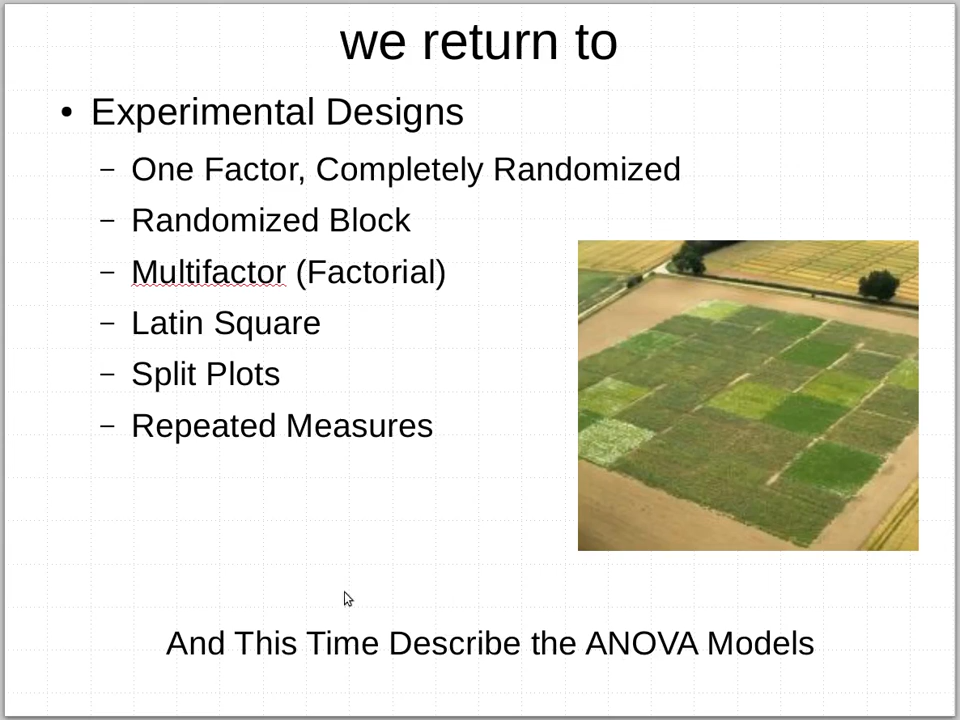 we return to
• Experimental Designs
– One Factor, Completely Randomized
– Randomized Block
– Multifactor (Factorial)
– Latin Square
– Split Plots
– Repeated Measures
And This Time Describe the ANOVA Models